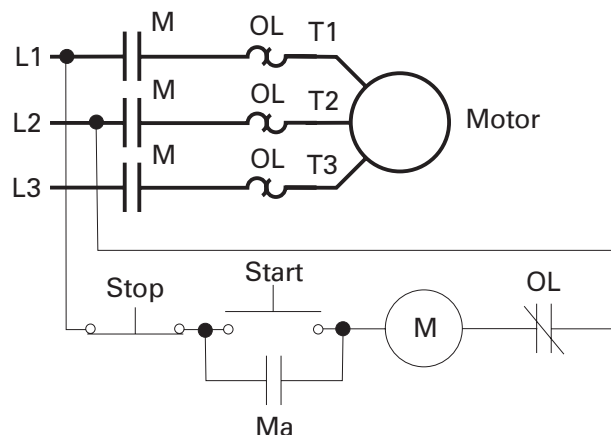 M OL T1
L1
M OL T2
L2 Motor
M OL T3
L3
Stop Start OL
M
Ma